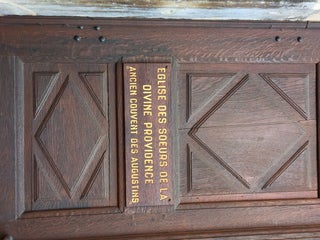 EGLISE DES SOEURS DE LA
DIVINE PROVIDENCE
ANCIEN COUVENT DES AUGUSTINS